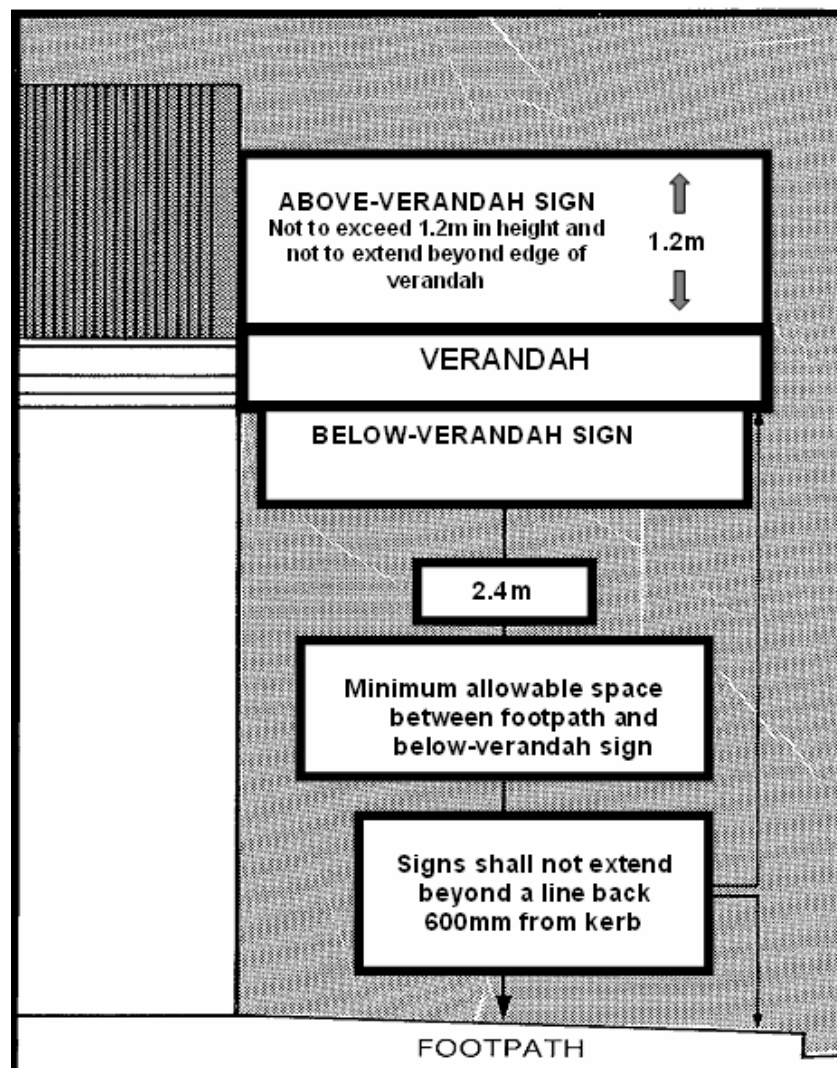 ABOVE-VERANDAH SIGN
Not to exceed 1.2m in height and
not to extend beyond edge of
verandah
1.2m
VERANDAH
BELOW-VERANDAH SIGN
2.4m
Minimum allowable space
between footpath and
below-verandah sign
Signs shall not extend
beyond a line back
600mm from kerb
FOOTPATH